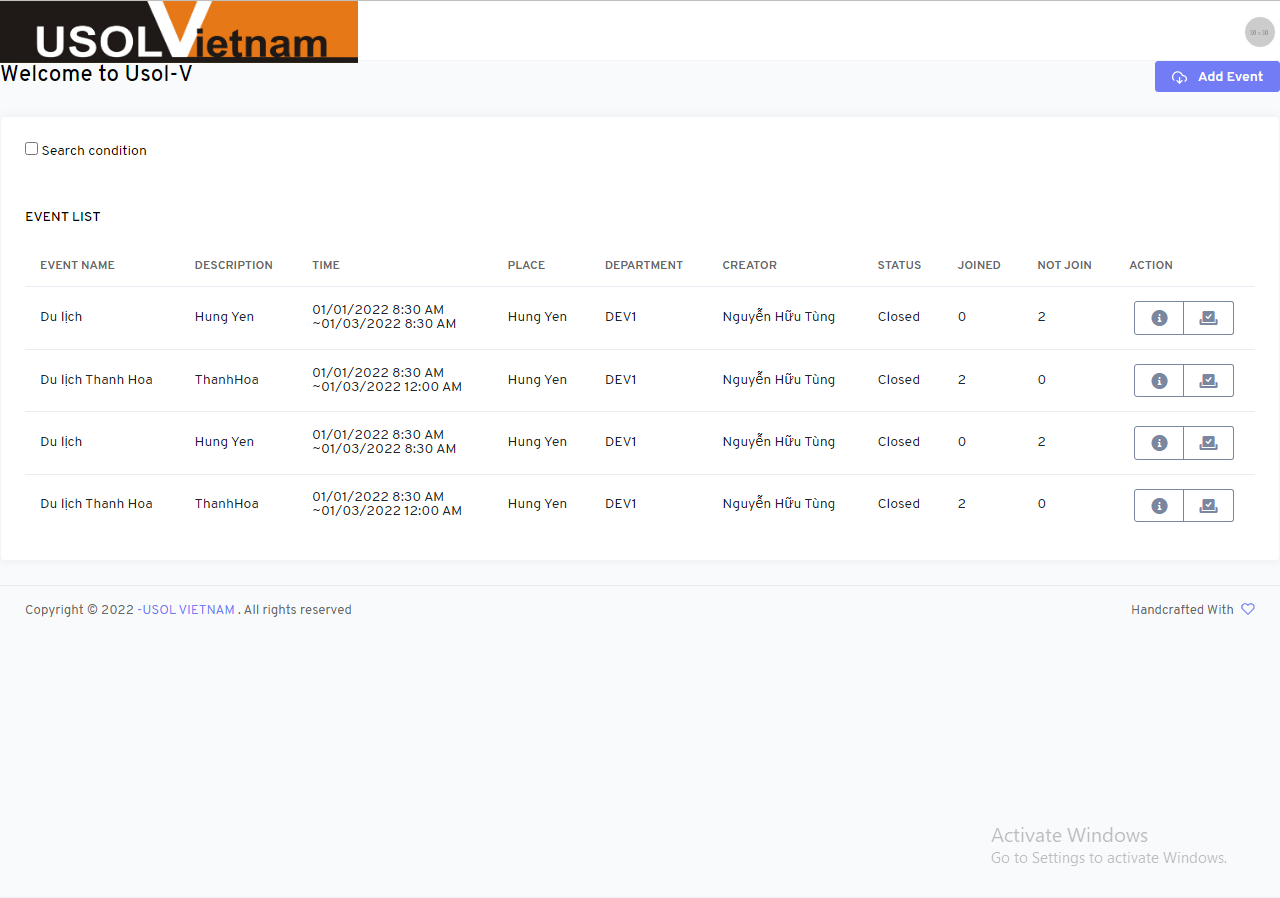 USOL Vietnam
Welcome to Usol-V
Add Event
Search condition
EVENT LIST
EVENT NAME DESCRIPTION TIME PLACE DEPARTMENT CREATOR STATUS JOINED NOT JOIN ACTION
Du lịch Hung Yen 01/01/2022 8:30 AM Hung Yen DEV1 Nguyễn Hữu Tùng Closed 0 2
~01/03/2022 8:30 AM
Du lịch Thanh Hoa ThanhHoa 01/01/2022 8:30 AM Hung Yen DEV1 Nguyễn Hữu Tùng Closed 2 0
~01/03/2022 12:00 AM
Du lịch Hung Yen 01/01/2022 8:30 AM Hung Yen DEV1 Nguyễn Hữu Tùng Closed 0 2
~01/03/2022 8:30 AM
Du lịch Thanh Hoa ThanhHoa 01/01/2022 8:30 AM Hung Yen DEV1 Nguyễn Hữu Tùng Closed 2 0
~01/03/2022 12:00 AM
Copyright © 2022 -USOL VIETNAM . All rights reserved Handcrafted With
Activate Windows
Go to Settings to activate Windows.